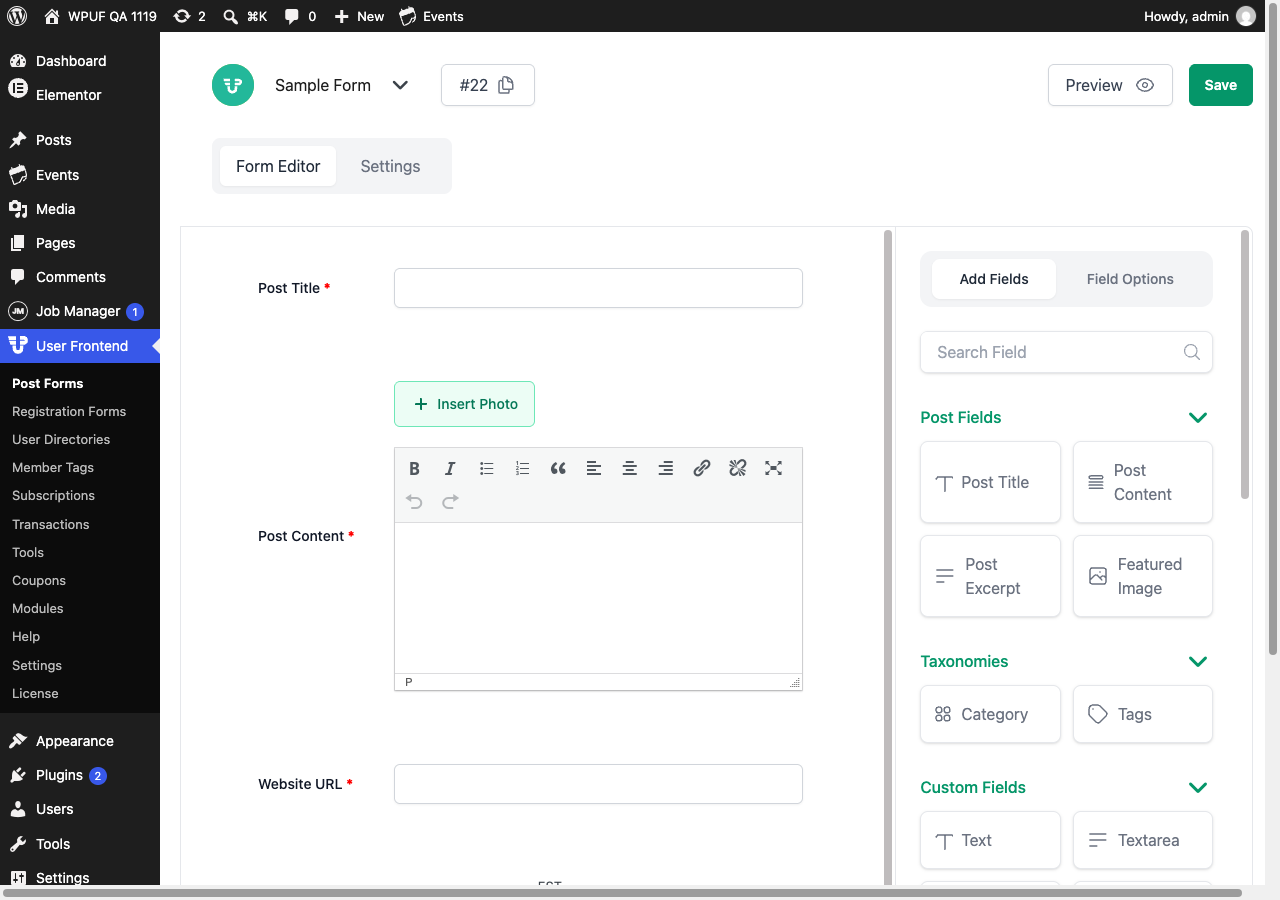 WPUF QA 1119 2 ⌘K 0 New Events Howdy, admin
Dashboard
Elementor
Posts
Events
Media
Pages
Comments
JM Job Manager 1
User Frontend
Post Forms
Registration Forms
User Directories
Member Tags
Subscriptions
Transactions
Tools
Coupons
Modules
Help
Settings
License
Appearance
Plugins 2
Users
Tools
Settings
Sample Form #22 Preview Save
Form Editor Settings
Post Title *
Insert Photo
B I
Post Content *
P
Website URL *
EST
Add Fields Field Options
Search Field
Post Fields
Post Title
Post
Content
Post
Excerpt
Featured
Image
Taxonomies
Category Tags
Custom Fields
Text Textarea